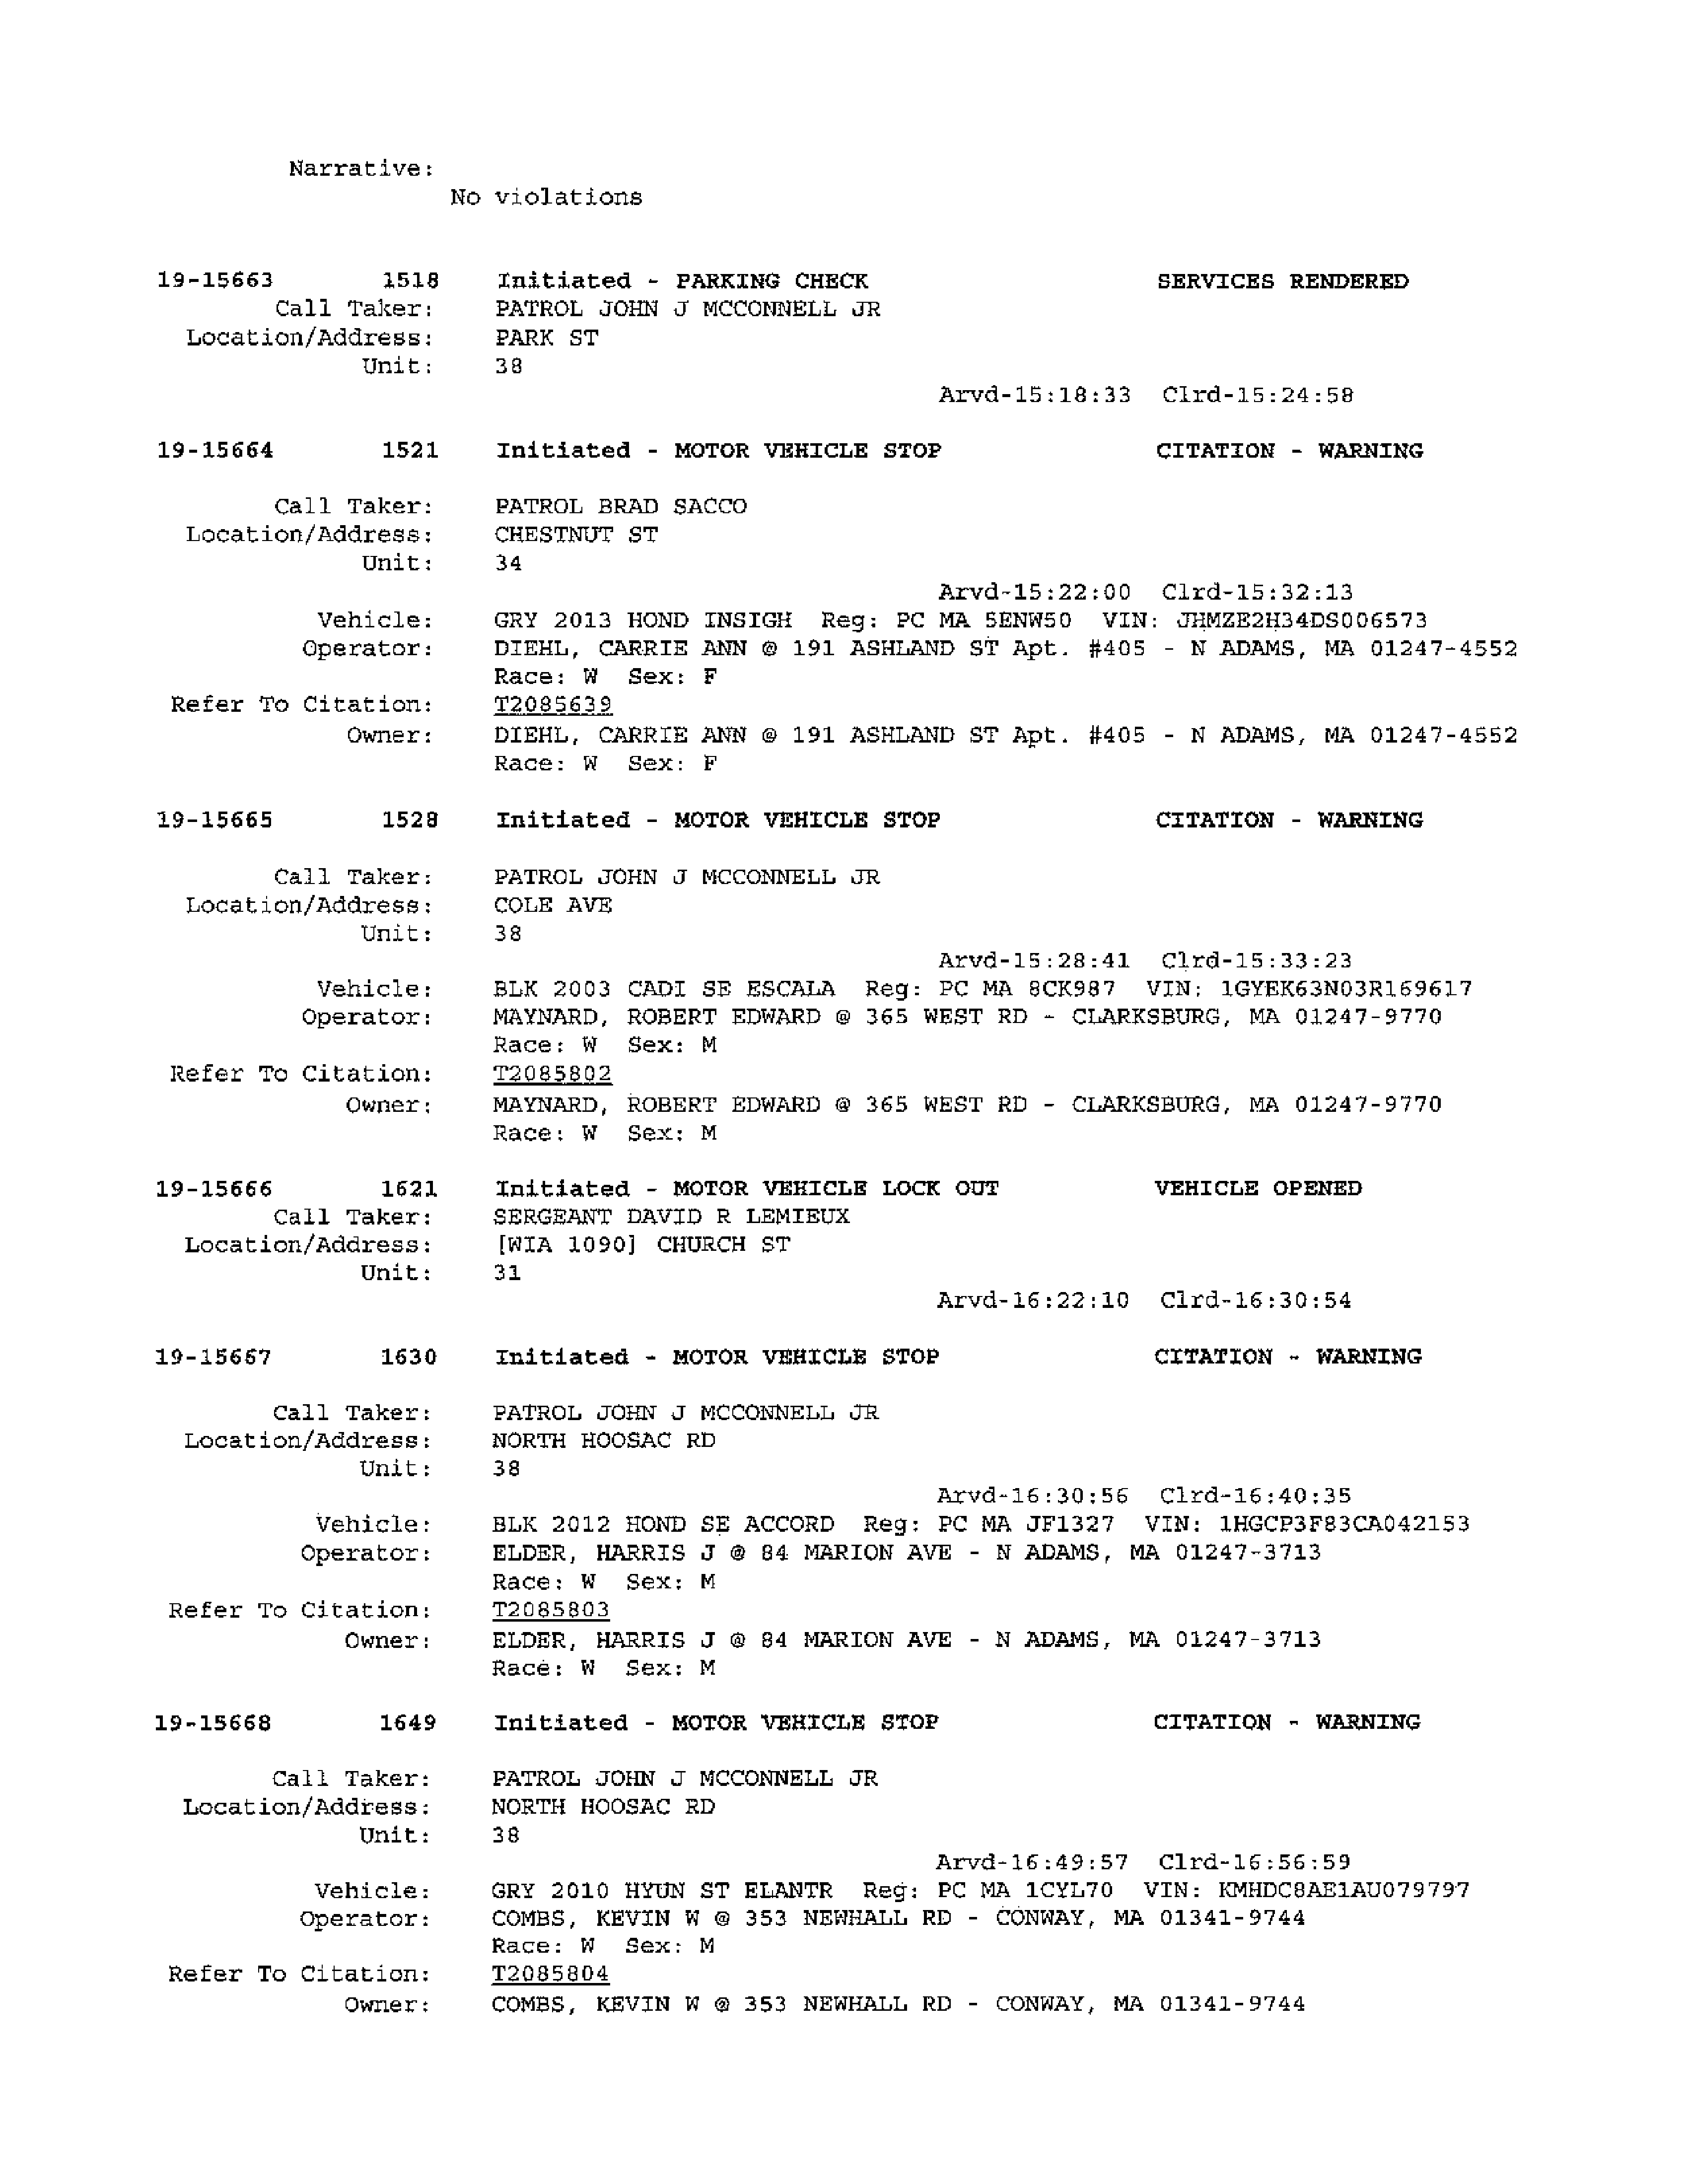 Narrative:
No violations
19-15663 1518 Initiated - PARKING CHECK SERVICES RENDERED
Call Taker: PATROL JOHN J MCCONNELL JR
Location/Address: PARK ST
Unit: 38
Arvd-15:18:33 Clrd-15:24:58
19-15664 1521 Initiated - MOTOR VEHICLE STOP CITATION - WARNING
Call Taker: PATROL BRAD SACCO
Location/Address: CHESTNUT ST
Unit: 34
Arvd-15:22:00 Clrd-15:32:13
Vehicle: GRY 2013 HOND INSIGH Reg: PC MA 5ENW50 VIN: JHMZE2H34DS006573
Operator: DIEHL, CARRIE ANN @ 191 ASHLAND ST Apt. #405 - N ADAMS, MA 01247-4552
Race: W Sex: F
Refer To Citation: T2085639
Owner: DIEHL, CARRIE ANN @ 191 ASHLAND ST Apt. #405 - N ADAMS, MA 01247-4552
Race: W Sex: F
19-15665 1528 Initiated - MOTOR VEHICLE STOP CITATION - WARNING
Call Taker: PATROL JOHN J MCCONNELL JR
Location/Address: COLE AVE
Unit: 38
Arvd-15:28:41 Clrd-15:33:23
Vehicle: BLK 2003 CADI SE ESCALA Reg: PC MA 8CK987 VIN: 1GYEK63N03R169617
Operator: MAYNARD, ROBERT EDWARD @ 365 WEST RD - CLARKSBURG, MA 01247-9770
Race: W Sex: M
Refer To Citation: T2085802
Owner: MAYNARD, ROBERT EDWARD @ 365 WEST RD - CLARKSBURG, MA 01247-9770
Race: W Sex: M
19-15666 1621 Initiated - MOTOR VEHICLE LOCK OUT VEHICLE OPENED
Call Taker: SERGEANT DAVID R LEMIEUX
Location/Address: [WIA 1090] CHURCH ST
Unit: 31
Arvd-16:22:10 Clrd-16:30:54
19-15667 1630 Initiated - MOTOR VEHICLE STOP CITATION - WARNING
Call Taker: PATROL JOHN J MCCONNELL JR
Location/Address: NORTH HOOSAC RD
Unit: 38
Arvd-16:30:56 Clrd-16:40:35
Vehicle: BLK 2012 HOND SE ACCORD Reg: PC MA JF1327 VIN: 1HGCP3F83CA042153
Operator: ELDER, HARRIS J @ 84 MARION AVE - N ADAMS, MA 01247-3713
Race: W Sex: M
Refer To Citation: T2085803
Owner: ELDER, HARRIS J @ 84 MARION AVE - N ADAMS, MA 01247-3713
Race: W Sex: M
19-15668 1649 Initiated - MOTOR VEHICLE STOP CITATION - WARNING
Call Taker: PATROL JOHN J MCCONNELL JR
Location/Address: NORTH HOOSAC RD
Unit: 38
Arvd-16:49:57 Clrd-16:56:59
Vehicle: GRY 2010 HYUN ST ELANTR Reg: PC MA 1CYL70 VIN: KMHDC8AE1AU079797
Operator: COMBS, KEVIN W @ 353 NEWHALL RD - CONWAY, MA 01341-9744
Race: W Sex: M
Refer To Citation: T2085804
Owner: COMBS, KEVIN W @ 353 NEWHALL RD - CONWAY, MA 01341-9744